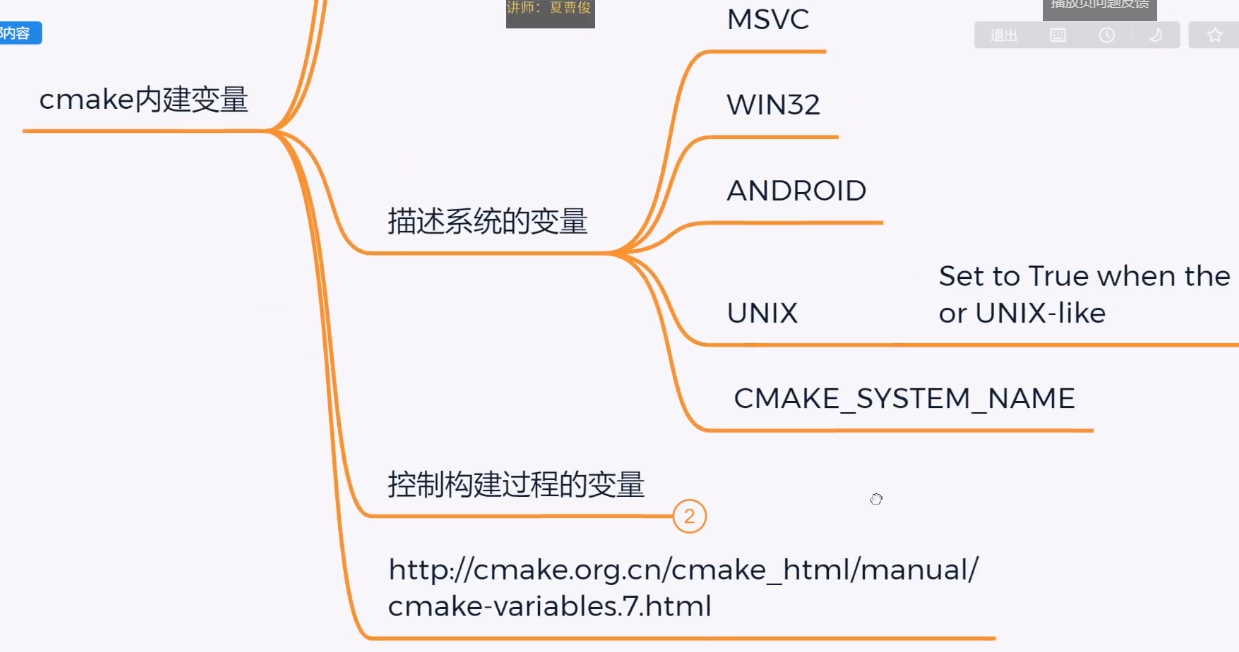 讲师：夏曹俊
播放页问题反馈
部内容
退出
cmake内建变量
MSVC
WIN32
描述系统的变量
ANDROID
UNIX
Set to True when the
or UNIX-like
CMAKE_SYSTEM_NAME
控制构建过程的变量
2
http://cmake.org.cn/cmake_html/manual/
cmake-variables.7.html